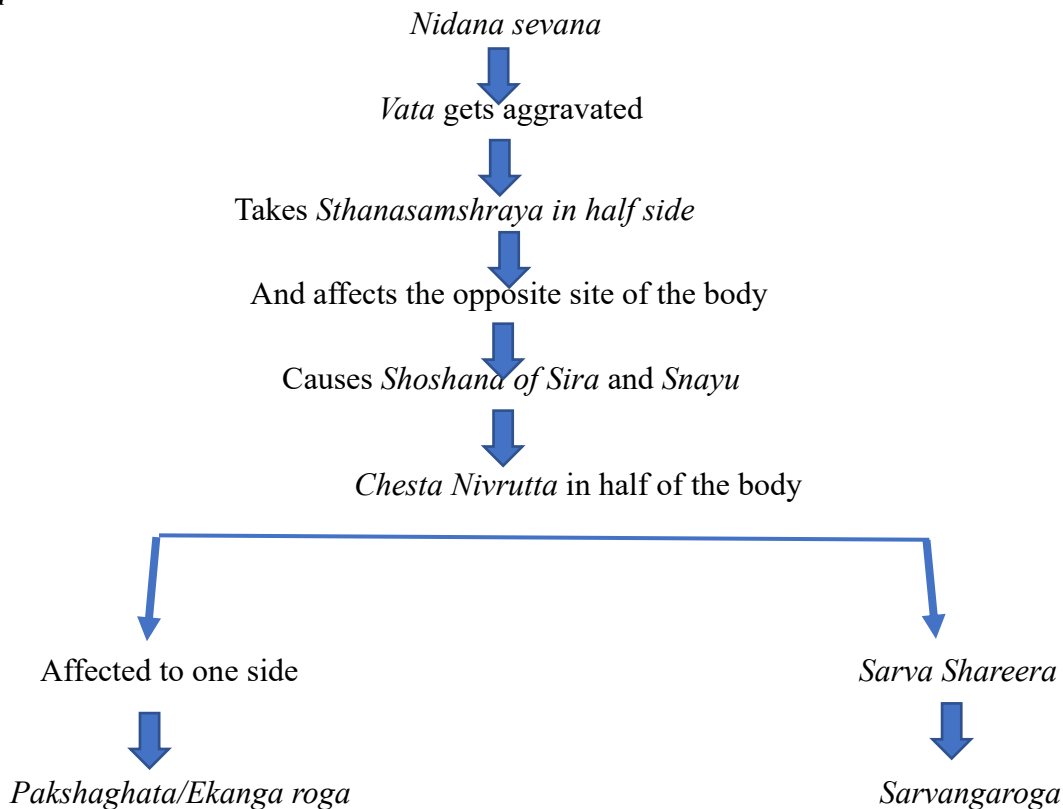 Nidana sevana
Vata gets aggravated
Takes Sthanasamshraya in half side
And affects the opposite site of the body
Causes Shoshana of Sira and Snayu
Chesta Nivrutta in half of the body
Affected to one side
Sarva Shareera
Pakshaghata/Ekanga roga
Sarvangaroga